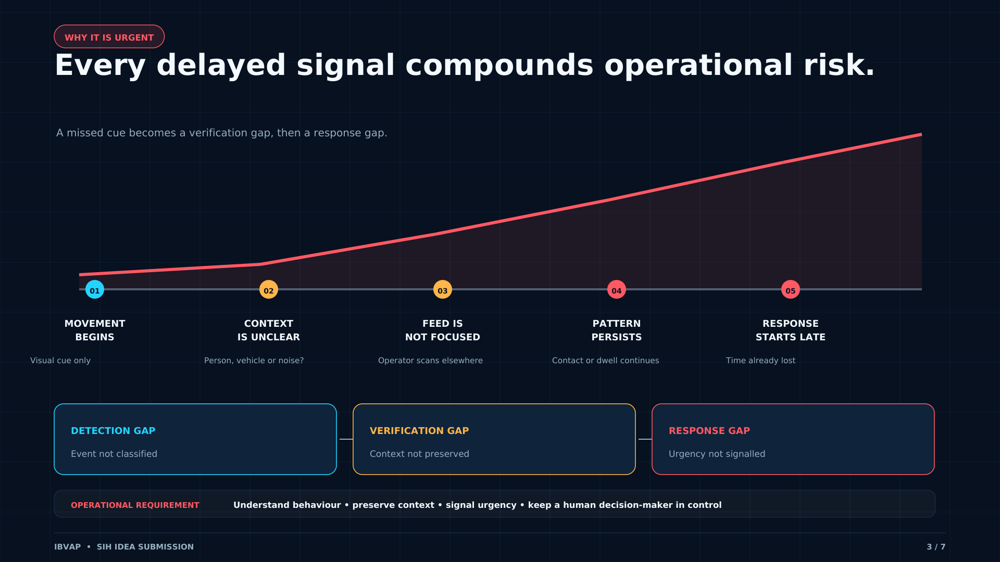 WHY IT IS URGENT
Every delayed signal compounds operational risk.
A missed cue becomes a verification gap, then a response gap.
01
02
03
04
05
MOVEMENT
BEGINS
Visual cue only
CONTEXT
IS UNCLEAR
Person, vehicle or noise?
FEED IS
NOT FOCUSED
Operator scans elsewhere
PATTERN
PERSISTS
Contact or dwell continues
RESPONSE
STARTS LATE
Time already lost
DETECTION GAP
Event not classified
VERIFICATION GAP
Context not preserved
RESPONSE GAP
Urgency not signalled
OPERATIONAL REQUIREMENT Understand behaviour • preserve context • signal urgency • keep a human decision-maker in control
IBVAP • SIH IDEA SUBMISSION
3 / 7